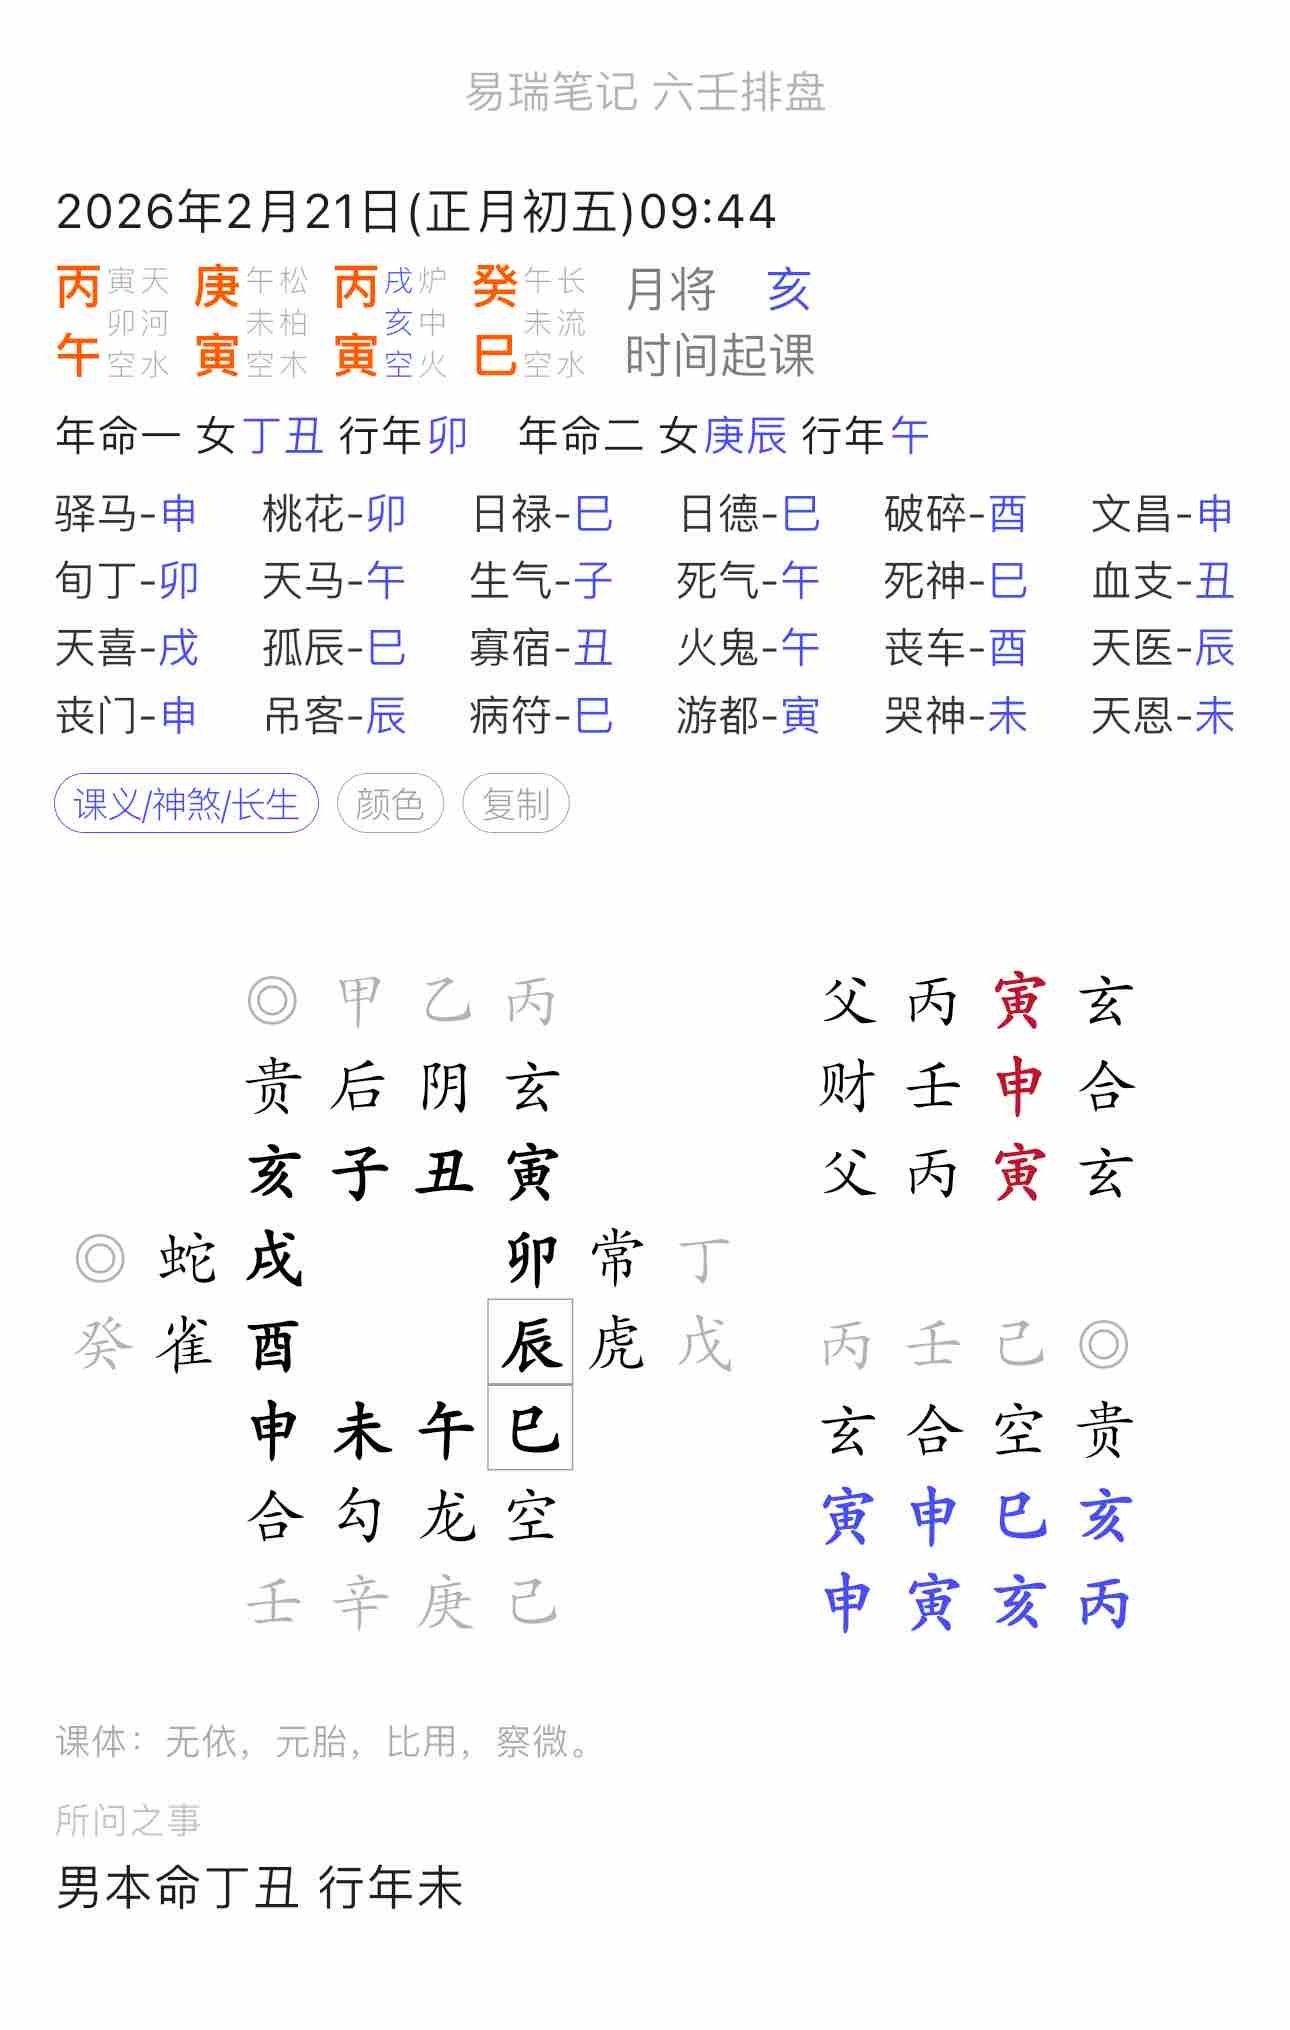 易瑞笔记 六壬排盘
2026年2月21日(正月初五)09:44
丙 寅天 庚 午松 丙 戌炉 癸 午长 月将 亥
卯河 未柏 亥中 未流
午 空水 寅 空木 寅 空火 巳 空水 时间起课
年命一 女丁丑 行年卯 年命二 女庚辰 行年午
驿马-申 桃花-卯 日禄-巳 日德-巳 破碎-酉 文昌-申
旬丁-卯 天马-午 生气-子 死气-午 死神-巳 血支-丑
天喜-戌 孤辰-巳 寡宿-丑 火鬼-午 丧车-酉 天医-辰
丧门-申 吊客-辰 病符-巳 游都-寅 哭神-未 天恩-未
课义/神煞/长生 颜色 复制
◎ 甲 乙 丙 父 丙 寅 玄
贵 后 阴 玄 财 壬 申 合
亥 子 丑 寅 父 丙 寅 玄
◎ 蛇 戌 卯 常 丁
癸 雀 酉 辰 虎 戊 丙 壬 己 ◎
申 未 午 巳 玄 合 空 贵
合 勾 龙 空 寅 申 巳 亥
壬 辛 庚 己 申 寅 亥 丙
课体：无依，元胎，比用，察微。
所问之事
男本命丁丑 行年未